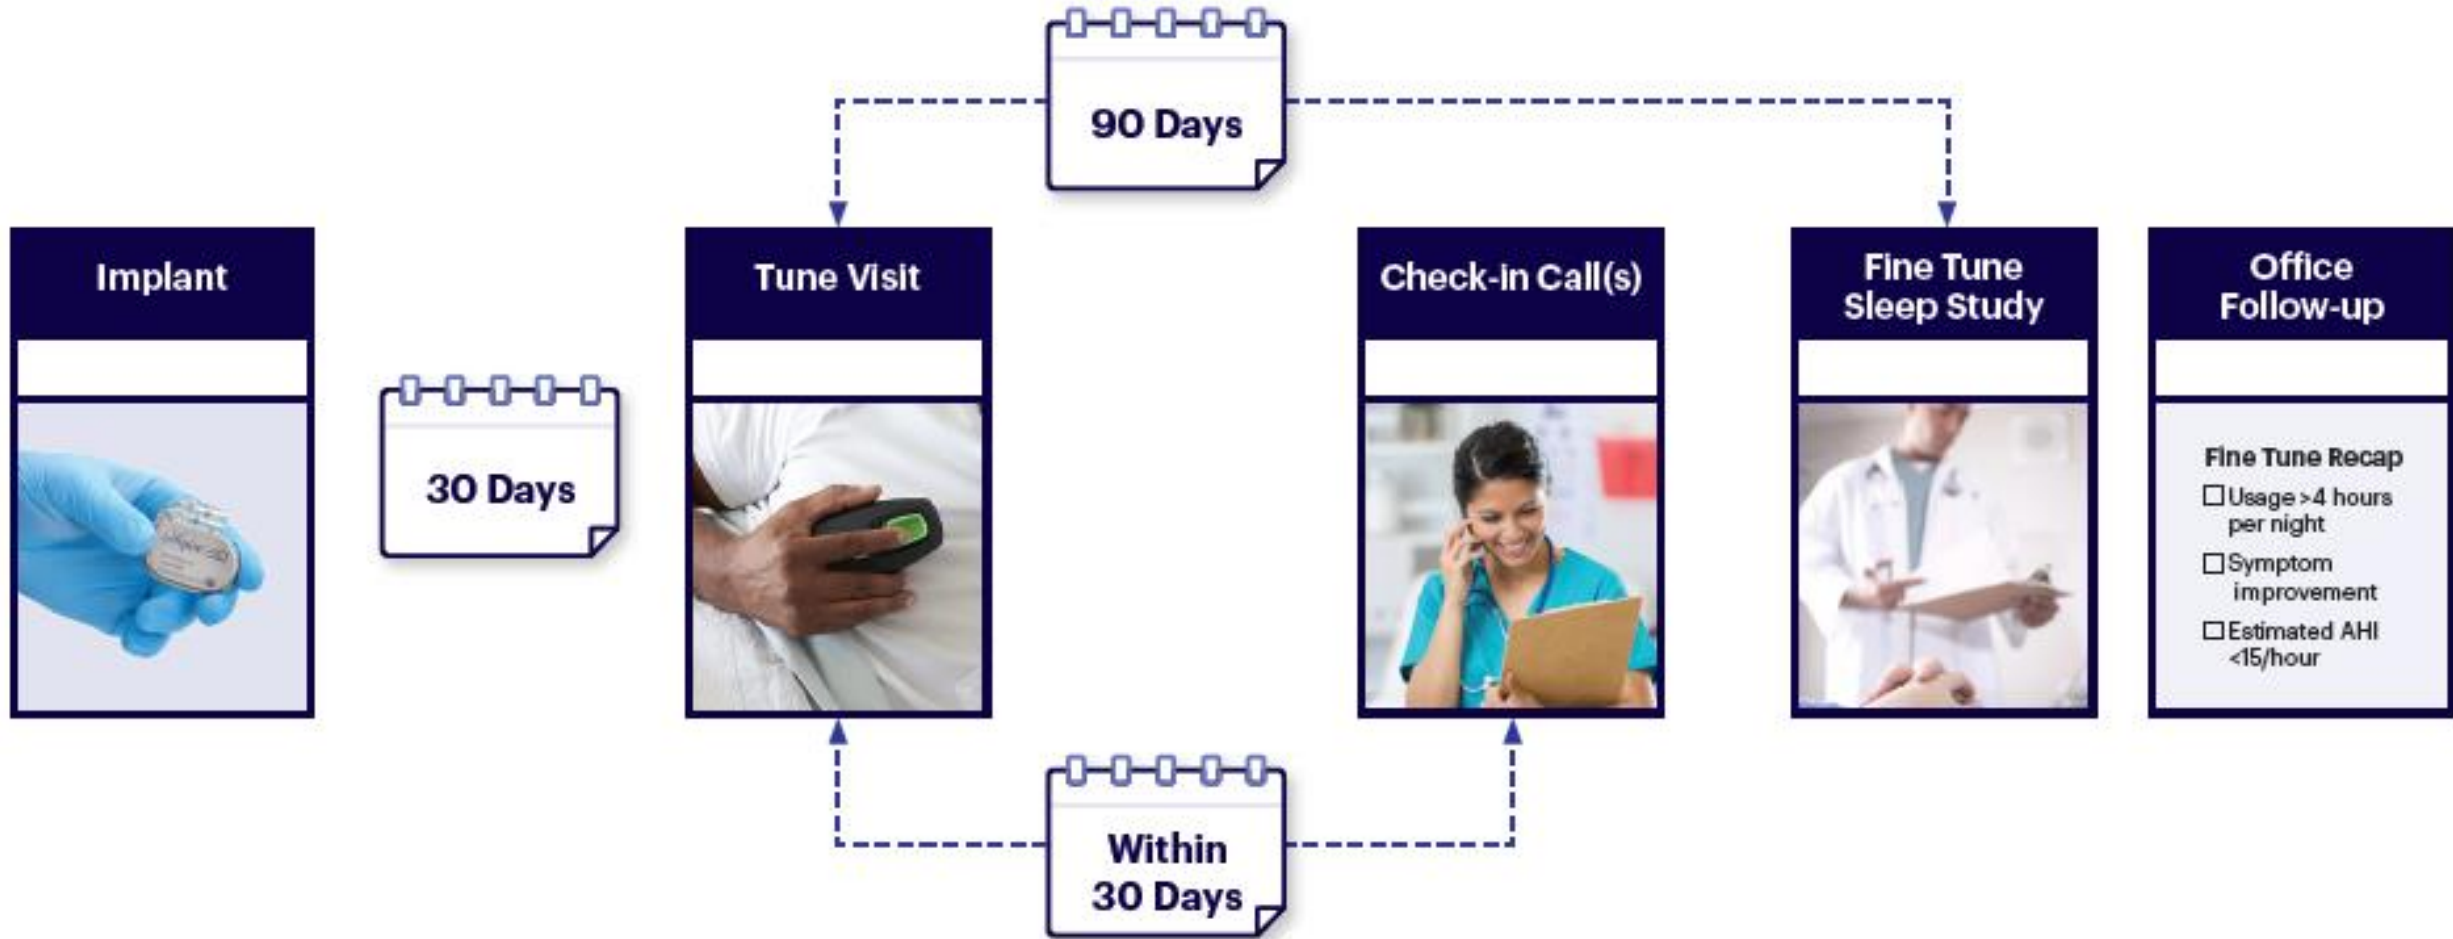 90 Days
Implant
Tune Visit
Check-in Call(s)
Fine Tune
Sleep Study
Office
Follow-up
30 Days
Fine Tune Recap
Usage >4 hours
per night
Symptom
improvement
Estimated AHI
<15/hour
Within
30 Days